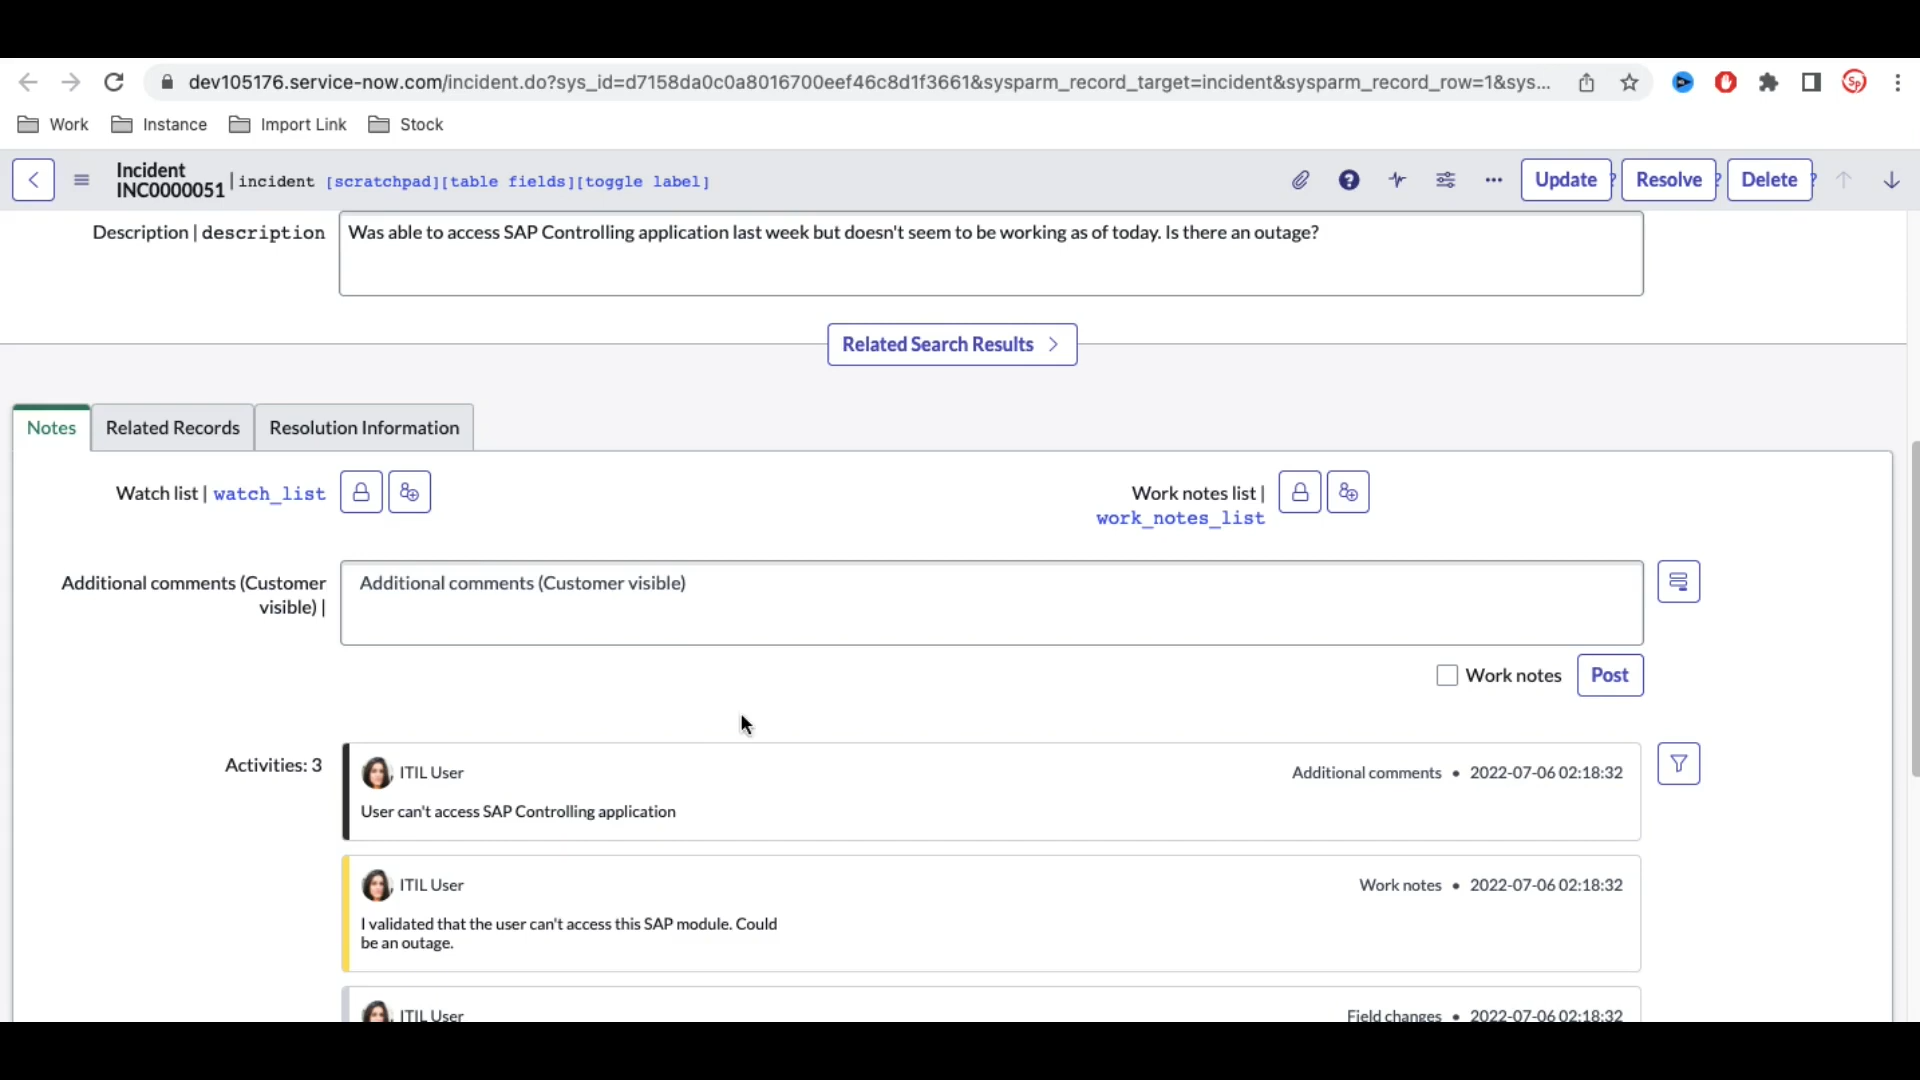 dev105176.service-now.com/incident.do?sys_id=d7158da0c0a8016700eef46c8d1f3661&sysparm_record_target=incident&sysparm_record_row=1&sys...
Sp
Work Instance Import Link Stock
Incident
INC0000051 | incident [scratchpad][table fields][toggle label]
Update ? Resolve ? Delete ?
Description | description
Was able to access SAP Controlling application last week but doesn't seem to be working as of today. Is there an outage?
Related Search Results
Notes Related Records Resolution Information
Watch list | watch_list
Work notes list |
work_notes_list
Additional comments (Customer
visible) |
Additional comments (Customer visible)
Work notes Post
Activities: 3
ITIL User Additional comments • 2022-07-06 02:18:32
User can't access SAP Controlling application
ITIL User Work notes • 2022-07-06 02:18:32
I validated that the user can't access this SAP module. Could
be an outage.
ITIL User Field changes • 2022-07-06 02:18:32